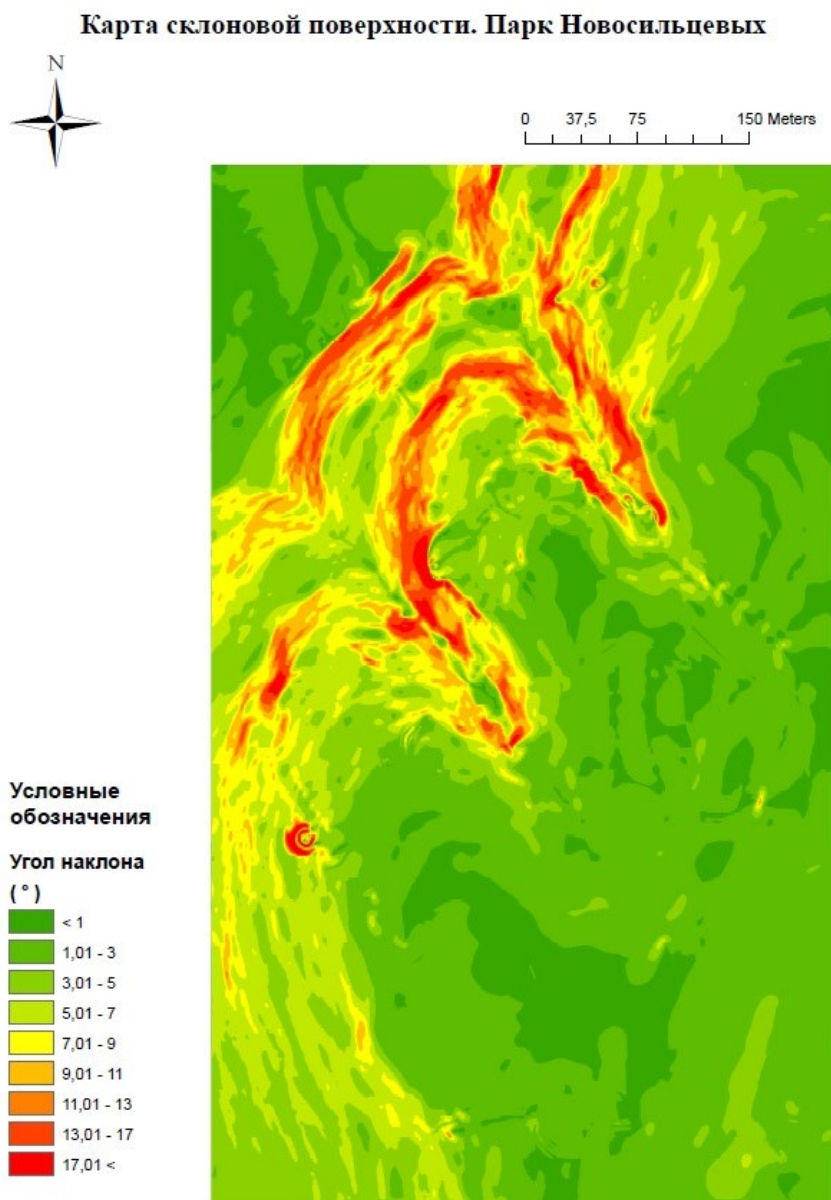 Карта склоновой поверхности. Парк Новосильцевых
N
0 37,5 75 150 Meters
Условные
обозначения
Угол наклона
( ° )
< 1
1,01 - 3
3,01 - 5
5,01 - 7
7,01 - 9
9,01 - 11
11,01 - 13
13,01 - 17
17,01 <